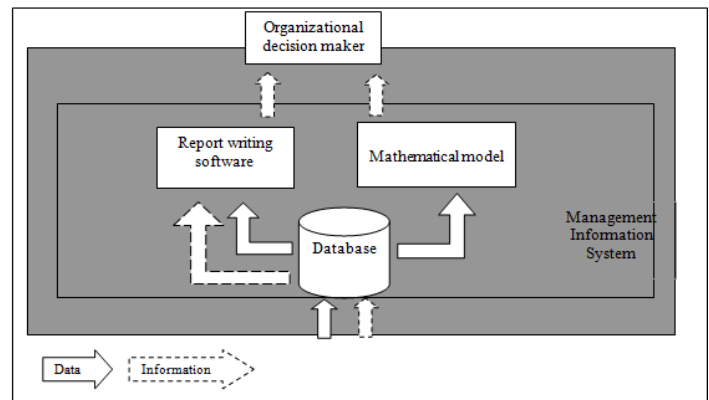 Organizational
decision maker
Report writing
software
Mathematical model
Database
Management
Information
System
Data
Information